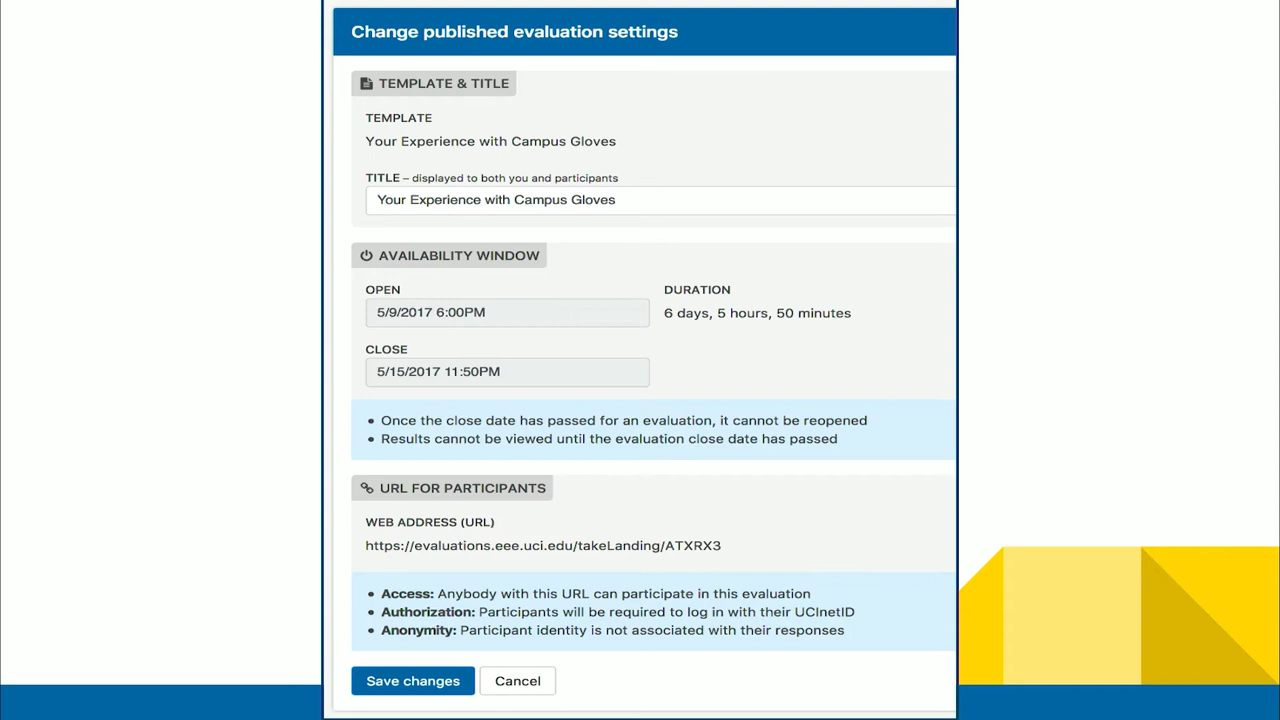 Change published evaluation settings
TEMPLATE & TITLE
TEMPLATE
Your Experience with Campus Gloves
TITLE – displayed to both you and participants
Your Experience with Campus Gloves
AVAILABILITY WINDOW
OPEN
5/9/2017 6:00PM
DURATION
6 days, 5 hours, 50 minutes
CLOSE
5/15/2017 11:50PM
• Once the close date has passed for an evaluation, it cannot be reopened
• Results cannot be viewed until the evaluation close date has passed
URL FOR PARTICIPANTS
WEB ADDRESS (URL)
https://evaluations.eee.uci.edu/takeLanding/ATXRX3
• Access: Anybody with this URL can participate in this evaluation
• Authorization: Participants will be required to log in with their UCInetID
• Anonymity: Participant identity is not associated with their responses
Save changes
Cancel